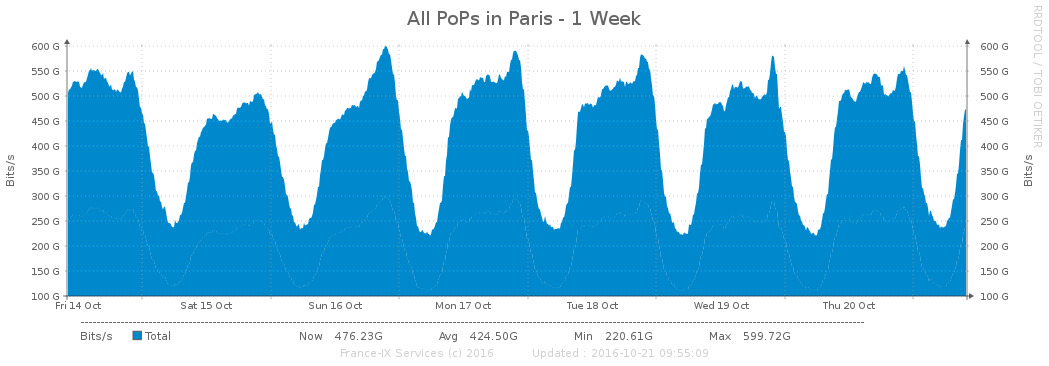 All PoPs in Paris - 1 Week
RRDTOOL / TOBI OETIKER
Bits/s
600 G
550 G
500 G
450 G
400 G
350 G
300 G
250 G
200 G
150 G
100 G
600 G
550 G
500 G
450 G
400 G
350 G
300 G
250 G
200 G
150 G
100 G
Bits/s
Fri 14 Oct Sat 15 Oct Sun 16 Oct Mon 17 Oct Tue 18 Oct Wed 19 Oct Thu 20 Oct
Bits/s Total Now 476.23G Avg 424.50G Min 220.61G Max 599.72G
France-IX Services (c) 2016 Updated : 2016-10-21 09:55:09